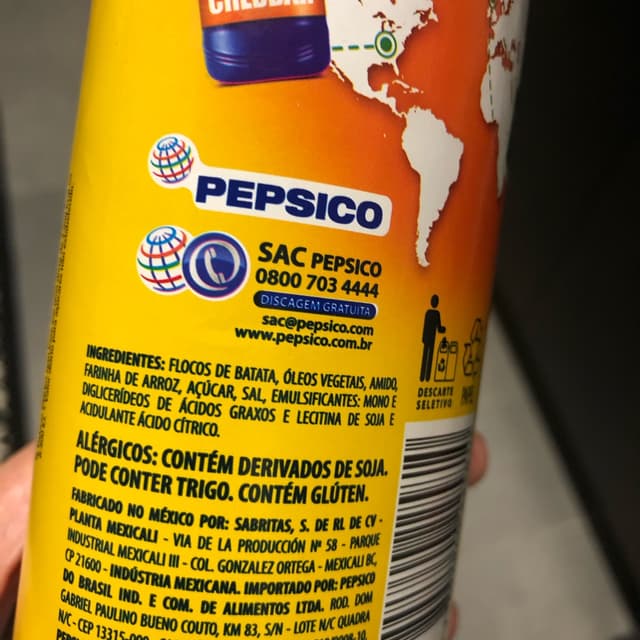 CHEDDAR
PEPSICO
SAC PEPSICO
0800 703 4444
DISCAGEM GRATUITA
sac@pepsico.com
www.pepsico.com.br
DESCARTE
SELETIVO
INGREDIENTES: FLOCOS DE BATATA, ÓLEOS VEGETAIS, AMIDO,
FARINHA DE ARROZ, AÇÚCAR, SAL, EMULSIFICANTES: MONO E
DIGLICERÍDEOS DE ÁCIDOS GRAXOS E LECITINA DE SOJA E
ACIDULANTE ÁCIDO CÍTRICO.
ALÉRGICOS: CONTÉM DERIVADOS DE SOJA.
PODE CONTER TRIGO. CONTÉM GLÚTEN.
FABRICADO NO MÉXICO POR: SABRITAS, S. DE RL DE CV -
PLANTA MEXICALI - VIA DE LA PRODUCCIÓN Nº 58 - PARQUE
INDUSTRIAL MEXICALI III - COL. GONZALEZ ORTEGA - MEXICALI BC,
CP 21600 - INDÚSTRIA MEXICANA. IMPORTADO POR: PEPSICO
DO BRASIL IND. E COM. DE ALIMENTOS LTDA. ROD. DOM
GABRIEL PAULINO BUENO COUTO, KM 83, S/N - LOTE N/C QUADRA
N/C - CEP 13315-000